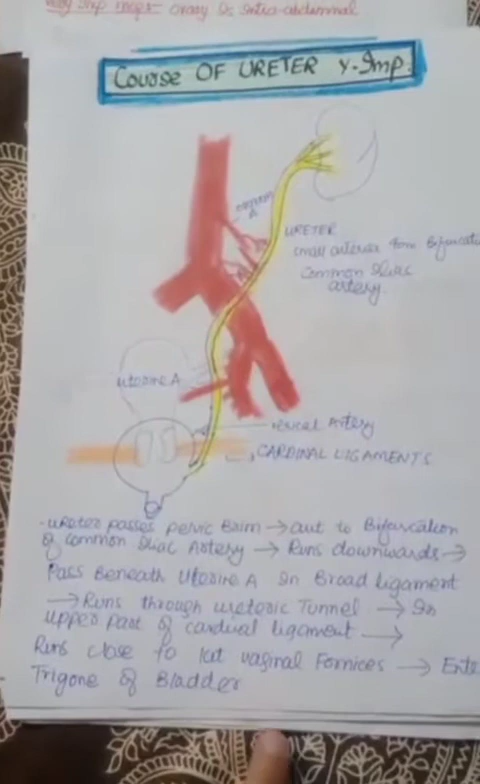 COURSE OF URETER V. Imp.
ovarian A
URETER
small arteries from Bifurcatio
Common Iliac
artery.
Uterine A
vesical Artery
CARDINAL LIGAMENTS
- Ureter passes pelvic Brim → ant to Bifurcation
of common Iliac Artery → Runs downwards →
Pass Beneath Uterine A In Broad ligament
→ Runs through ureteric Tunnel → In
upper part of cardinal ligament →
Runs close to Lat vaginal Fornices → Ente
Trigone of Bladder